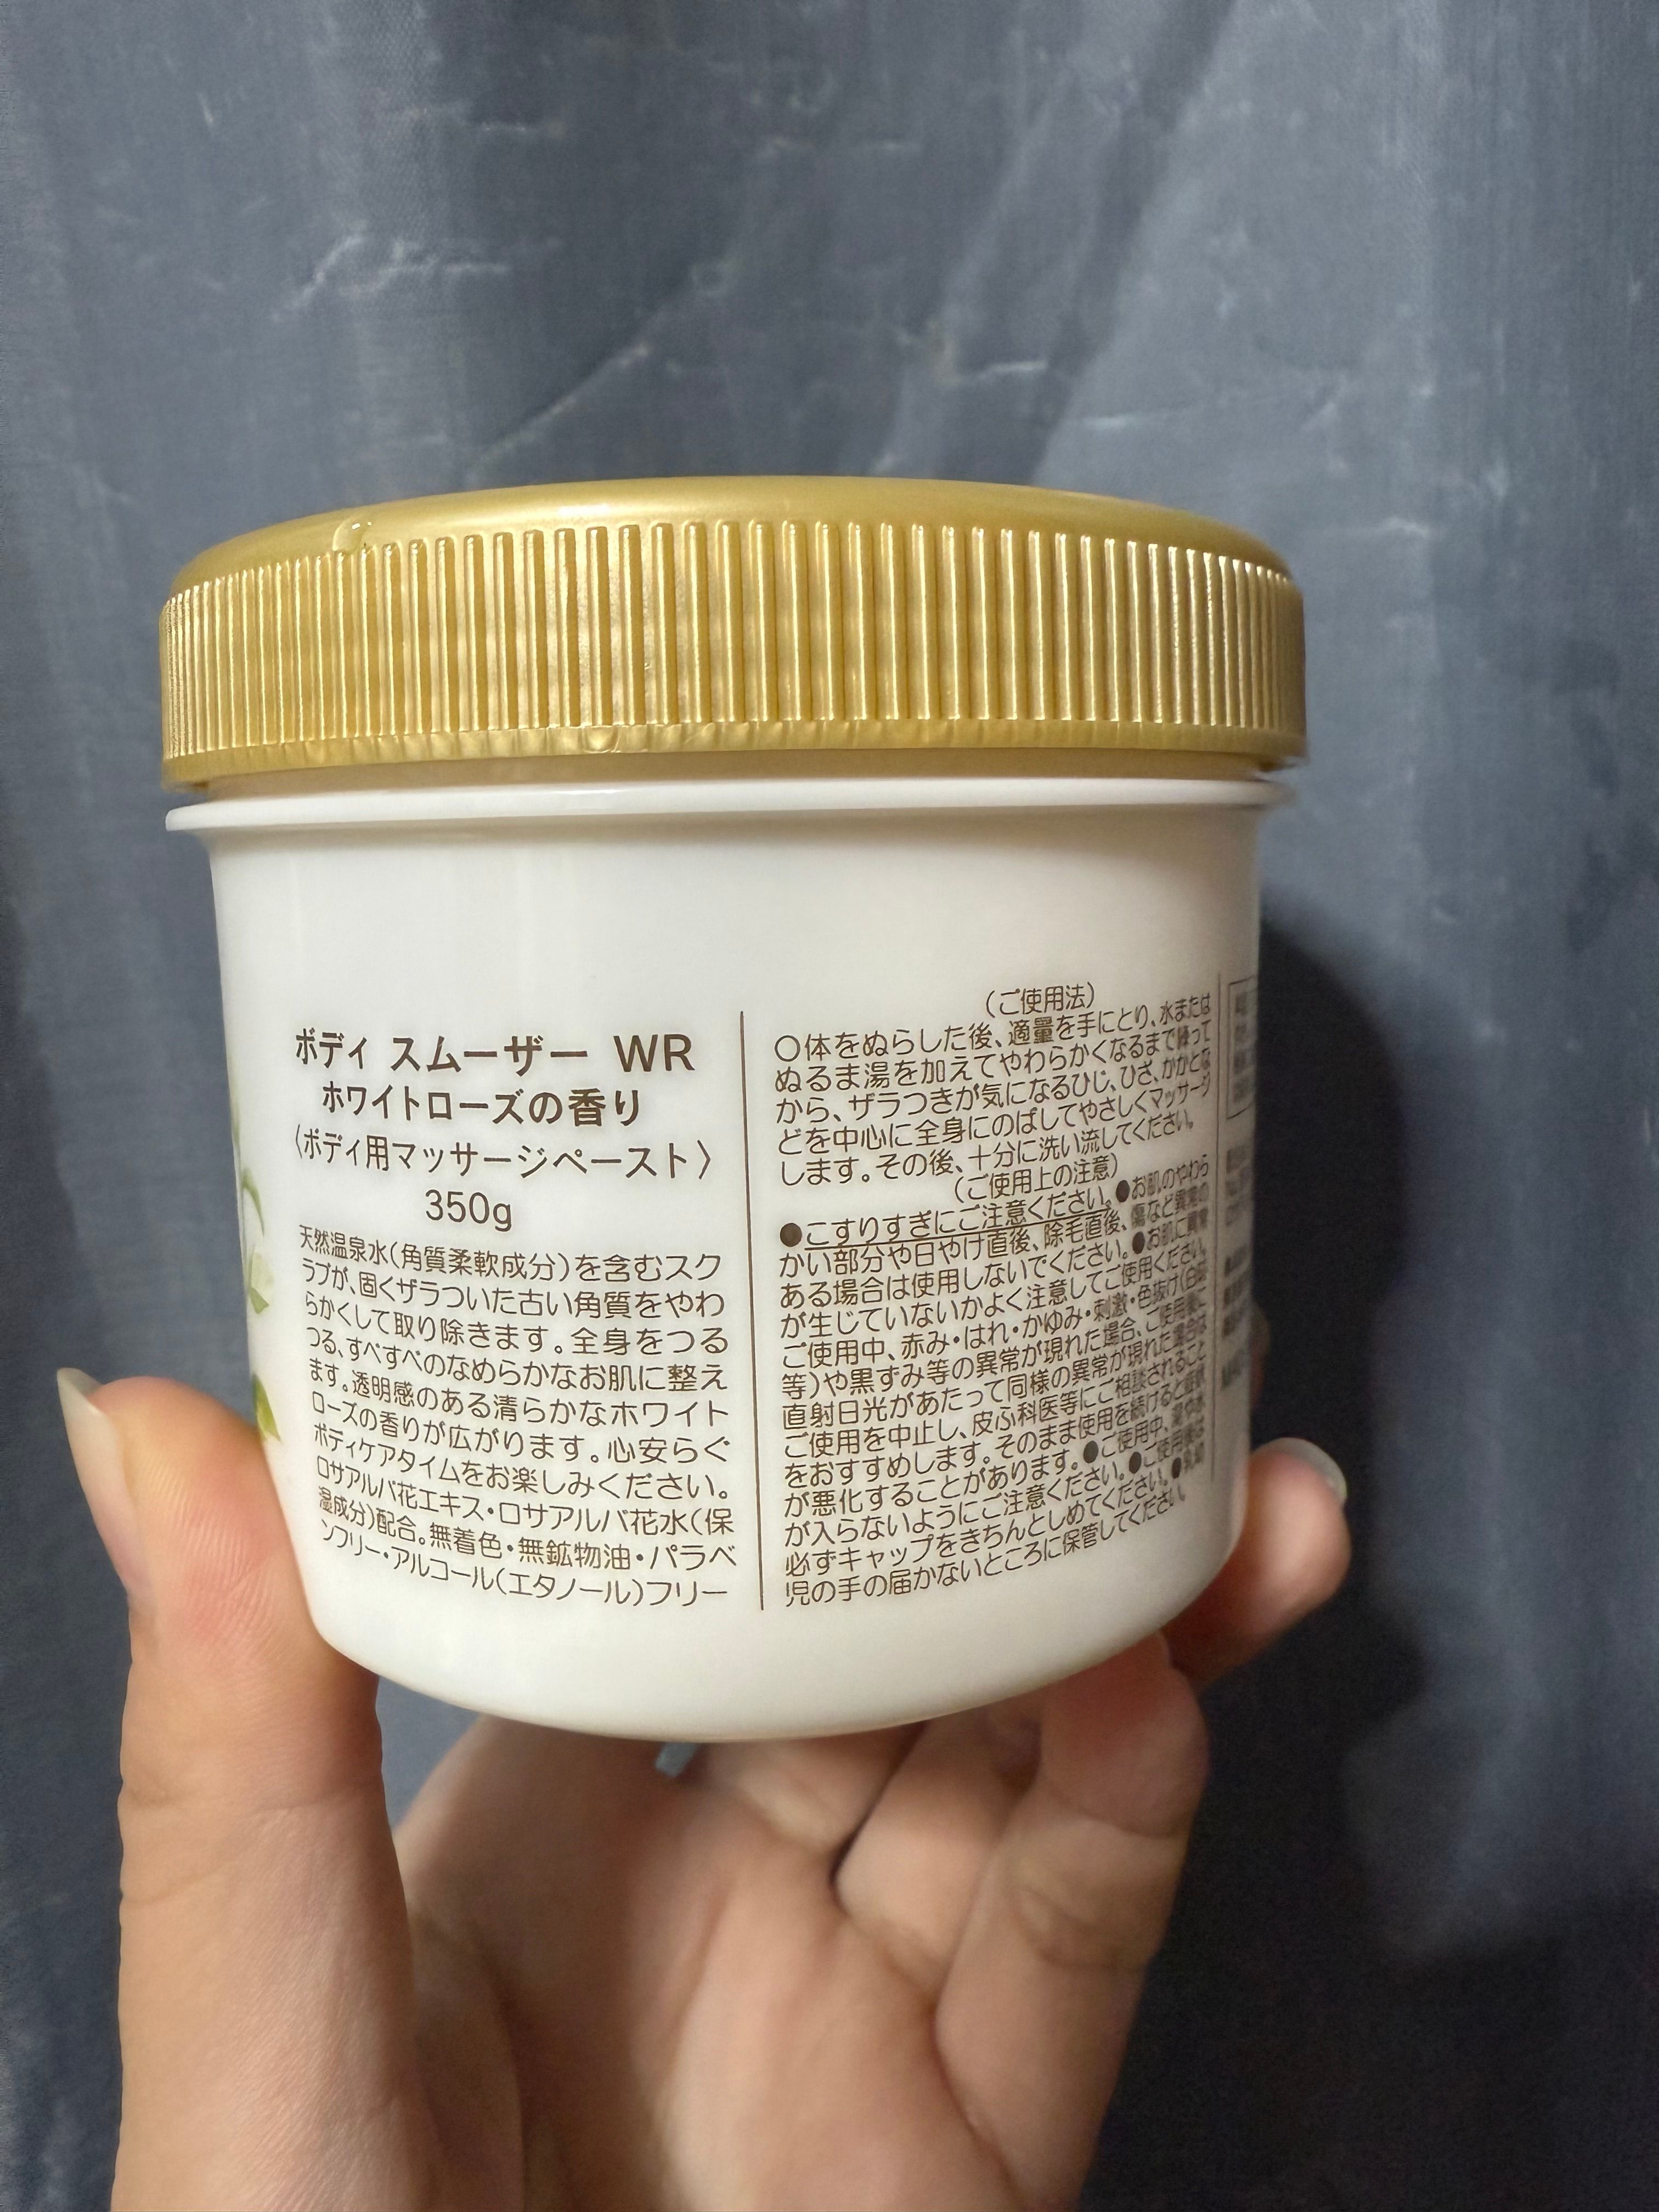 ボディ スムーザー WR
ホワイトローズの香り
〈ボディ用マッサージペースト〉
350g
天然温泉水(角質柔軟成分)を含むスク
ラブが、固くザラついた古い角質をやわ
らかくして取り除きます。全身をつる
つる、すべすべのなめらかなお肌に整え
ます。透明感のある清らかなホワイト
ローズの香りが広がります。心安らぐ
ボディケアタイムをお楽しみください。
ロサアルバ花エキス・ロサアルバ花水(保
湿成分)配合。無着色・無鉱物油・パラベ
ンフリー・アルコール(エタノール)フリー
(ご使用法)
○体をぬらした後、適量を手にとり、水または
ぬるま湯を加えてやわらかくなるまで練って
から、ザラつきが気になるひじ、ひざ、かかとな
どを中心に全身にのばしてやさしくマッサージ
します。その後、十分に洗い流してください。
(ご使用上の注意)
●こすりすぎにご注意ください。●お肌のやわら
かい部分や日やけ直後、除毛直後、傷など異常の
ある場合は使用しないでください。●お肌に異常
が生じていないかよく注意してご使用ください。
ご使用中、赤み・はれ・かゆみ・刺激・色抜け(白斑
等)や黒ずみ等の異常が現れた場合、ご使用後に
直射日光があたって同様の異常が現れた場合は
ご使用を中止し、皮ふ科医等にご相談されること
をおすすめします。そのまま使用を続けると症状
が悪化することがあります。●ご使用中、
が入らないようにご注意ください。●ご使用後は
必ずキャップをきちんとしめてください。●乳幼
児の手の届かないところに保管してください。